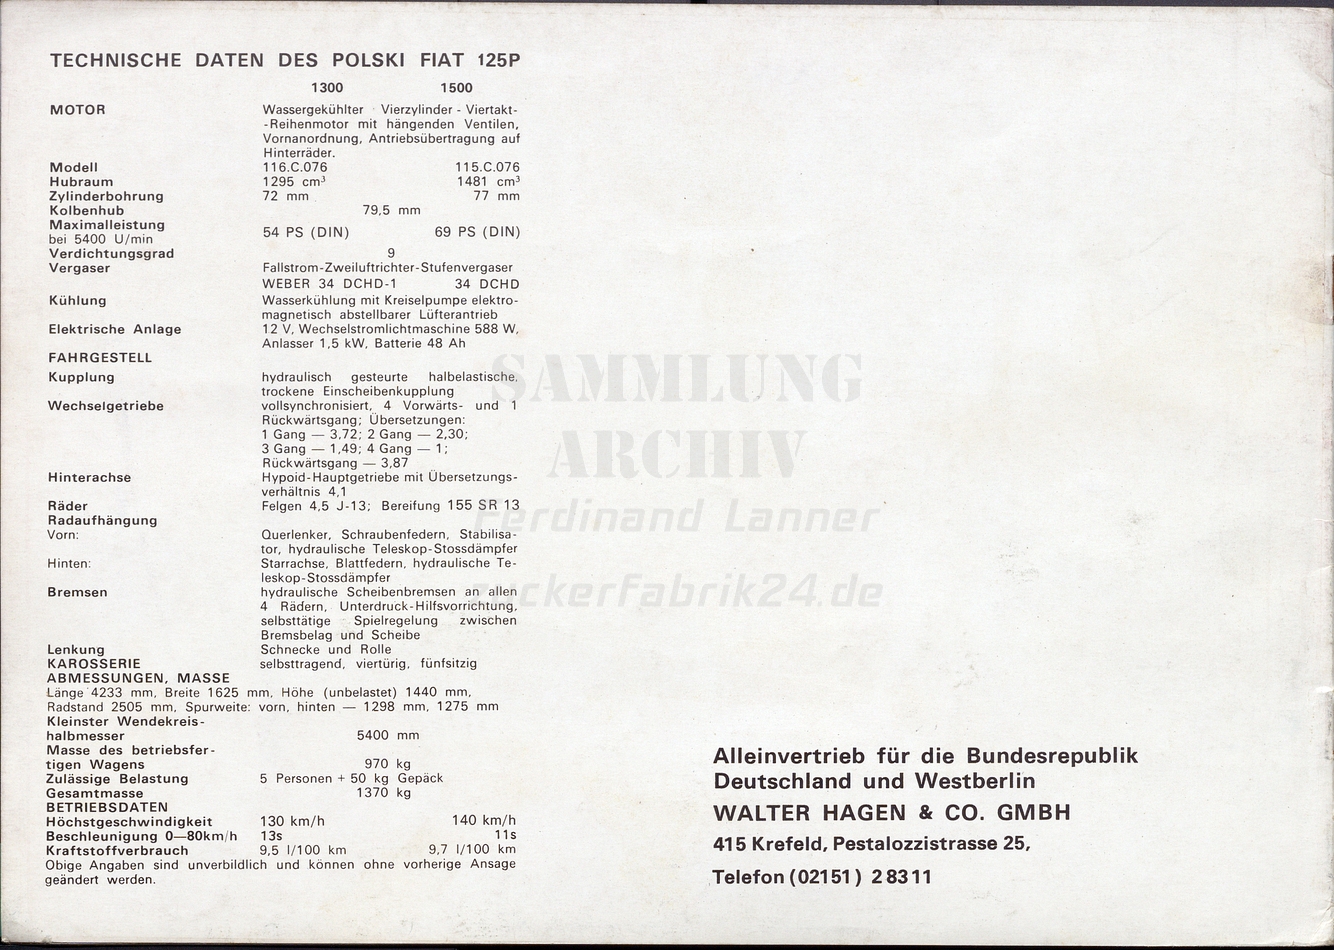 TECHNISCHE DATEN DES POLSKI FIAT 125P
1300 1500
MOTOR Wassergekühlter Vierzylinder - Viertakt-
-Reihenmotor mit hängenden Ventilen,
Vornanordnung, Antriebsübertragung auf
Hinterräder.
Modell 116.C.076 115.C.076
Hubraum 1295 cm³ 1481 cm³
Zylinderbohrung 72 mm 77 mm
Kolbenhub 79,5 mm
Maximalleistung
bei 5400 U/min 54 PS (DIN) 69 PS (DIN)
Verdichtungsgrad 9
Vergaser Fallstrom-Zweiluftrichter-Stufenvergaser
WEBER 34 DCHD-1 34 DCHD
Kühlung Wasserkühlung mit Kreiselpumpe elektro-
magnetisch abstellbarer Lüfterantrieb
Elektrische Anlage 12 V, Wechselstromlichtmaschine 588 W,
Anlasser 1,5 kW, Batterie 48 Ah
FAHRGESTELL
Kupplung hydraulisch gesteurte halbelastische,
trockene Einscheibenkupplung
Wechselgetriebe vollsynchronisiert, 4 Vorwärts- und 1
Rückwärtsgang; Übersetzungen:
1 Gang — 3,72; 2 Gang — 2,30;
3 Gang — 1,49; 4 Gang — 1;
Rückwärtsgang — 3,87
Hinterachse Hypoid-Hauptgetriebe mit Übersetzungs-
verhältnis 4,1
Räder Felgen 4,5 J-13; Bereifung 155 SR 13
Radaufhängung
Vorn: Querlenker, Schraubenfedern, Stabilisa-
tor, hydraulische Teleskop-Stossdämpfer
Hinten: Starrachse, Blattfedern, hydraulische Te-
leskop-Stossdämpfer
Bremsen hydraulische Scheibenbremsen an allen
4 Rädern, Unterdruck-Hilfsvorrichtung,
selbsttätige Spielregelung zwischen
Bremsbelag und Scheibe
Lenkung Schnecke und Rolle
KAROSSERIE selbsttragend, viertürig, fünfsitzig
ABMESSUNGEN, MASSE
Länge 4233 mm, Breite 1625 mm, Höhe (unbelastet) 1440 mm,
Radstand 2505 mm, Spurweite: vorn, hinten — 1298 mm, 1275 mm
Kleinster Wendekreis-
halbmesser 5400 mm
Masse des betriebsfer-
tigen Wagens 970 kg
Zulässige Belastung 5 Personen + 50 kg Gepäck
Gesamtmasse 1370 kg
BETRIEBSDATEN
Höchstgeschwindigkeit 130 km/h 140 km/h
Beschleunigung 0—80km/h 13s 11s
Kraftstoffverbrauch 9,5 l/100 km 9,7 l/100 km
Obige Angaben sind unverbildlich und können ohne vorherige Ansage
geändert werden.
SAMMLUNG
ARCHIV
Ferdinand Lanner
zuckerfabrik24.de
Alleinvertrieb für die Bundesrepublik
Deutschland und Westberlin
WALTER HAGEN & CO. GMBH
415 Krefeld, Pestalozzistrasse 25,
Telefon (02151) 28311